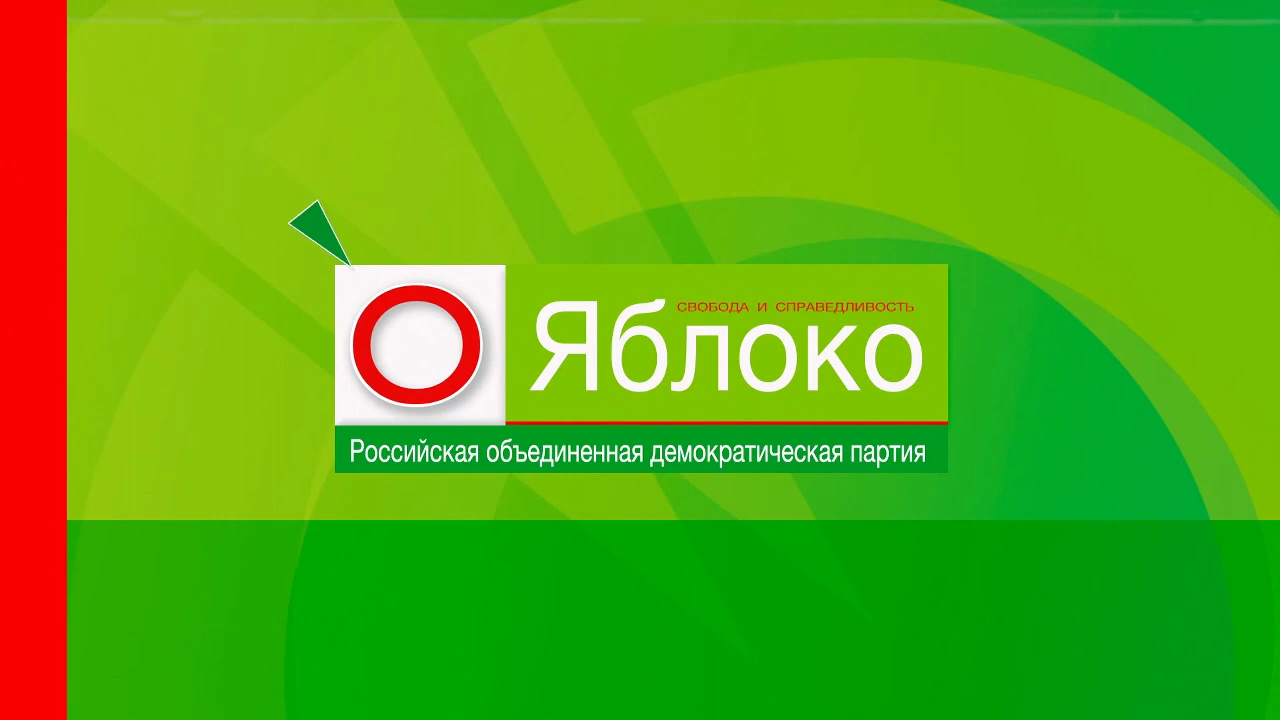 СВОБОДА И СПРАВЕДЛИВОСТЬ
Яблоко
Российская объединенная демократическая партия